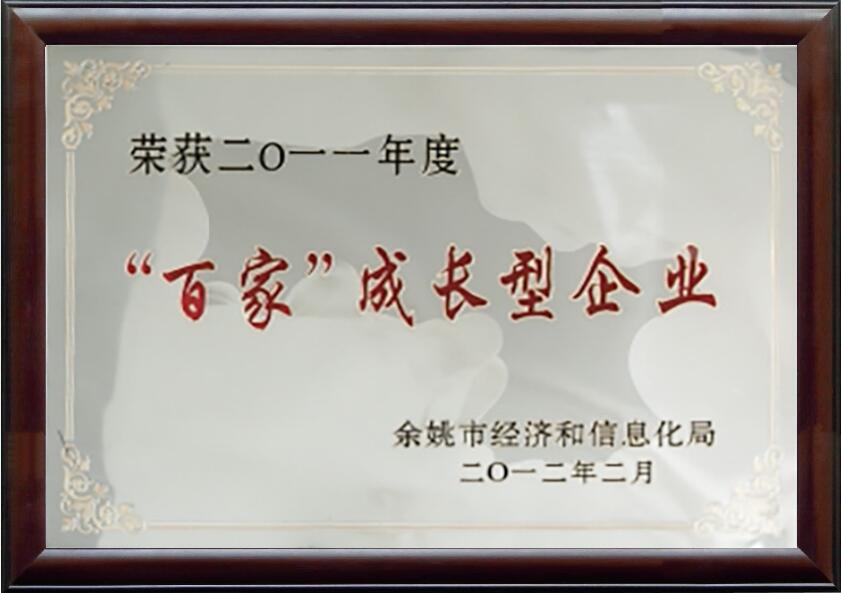 荣获二〇一一年度
“百家”成长型企业
余姚市经济和信息化局
二〇一二年二月